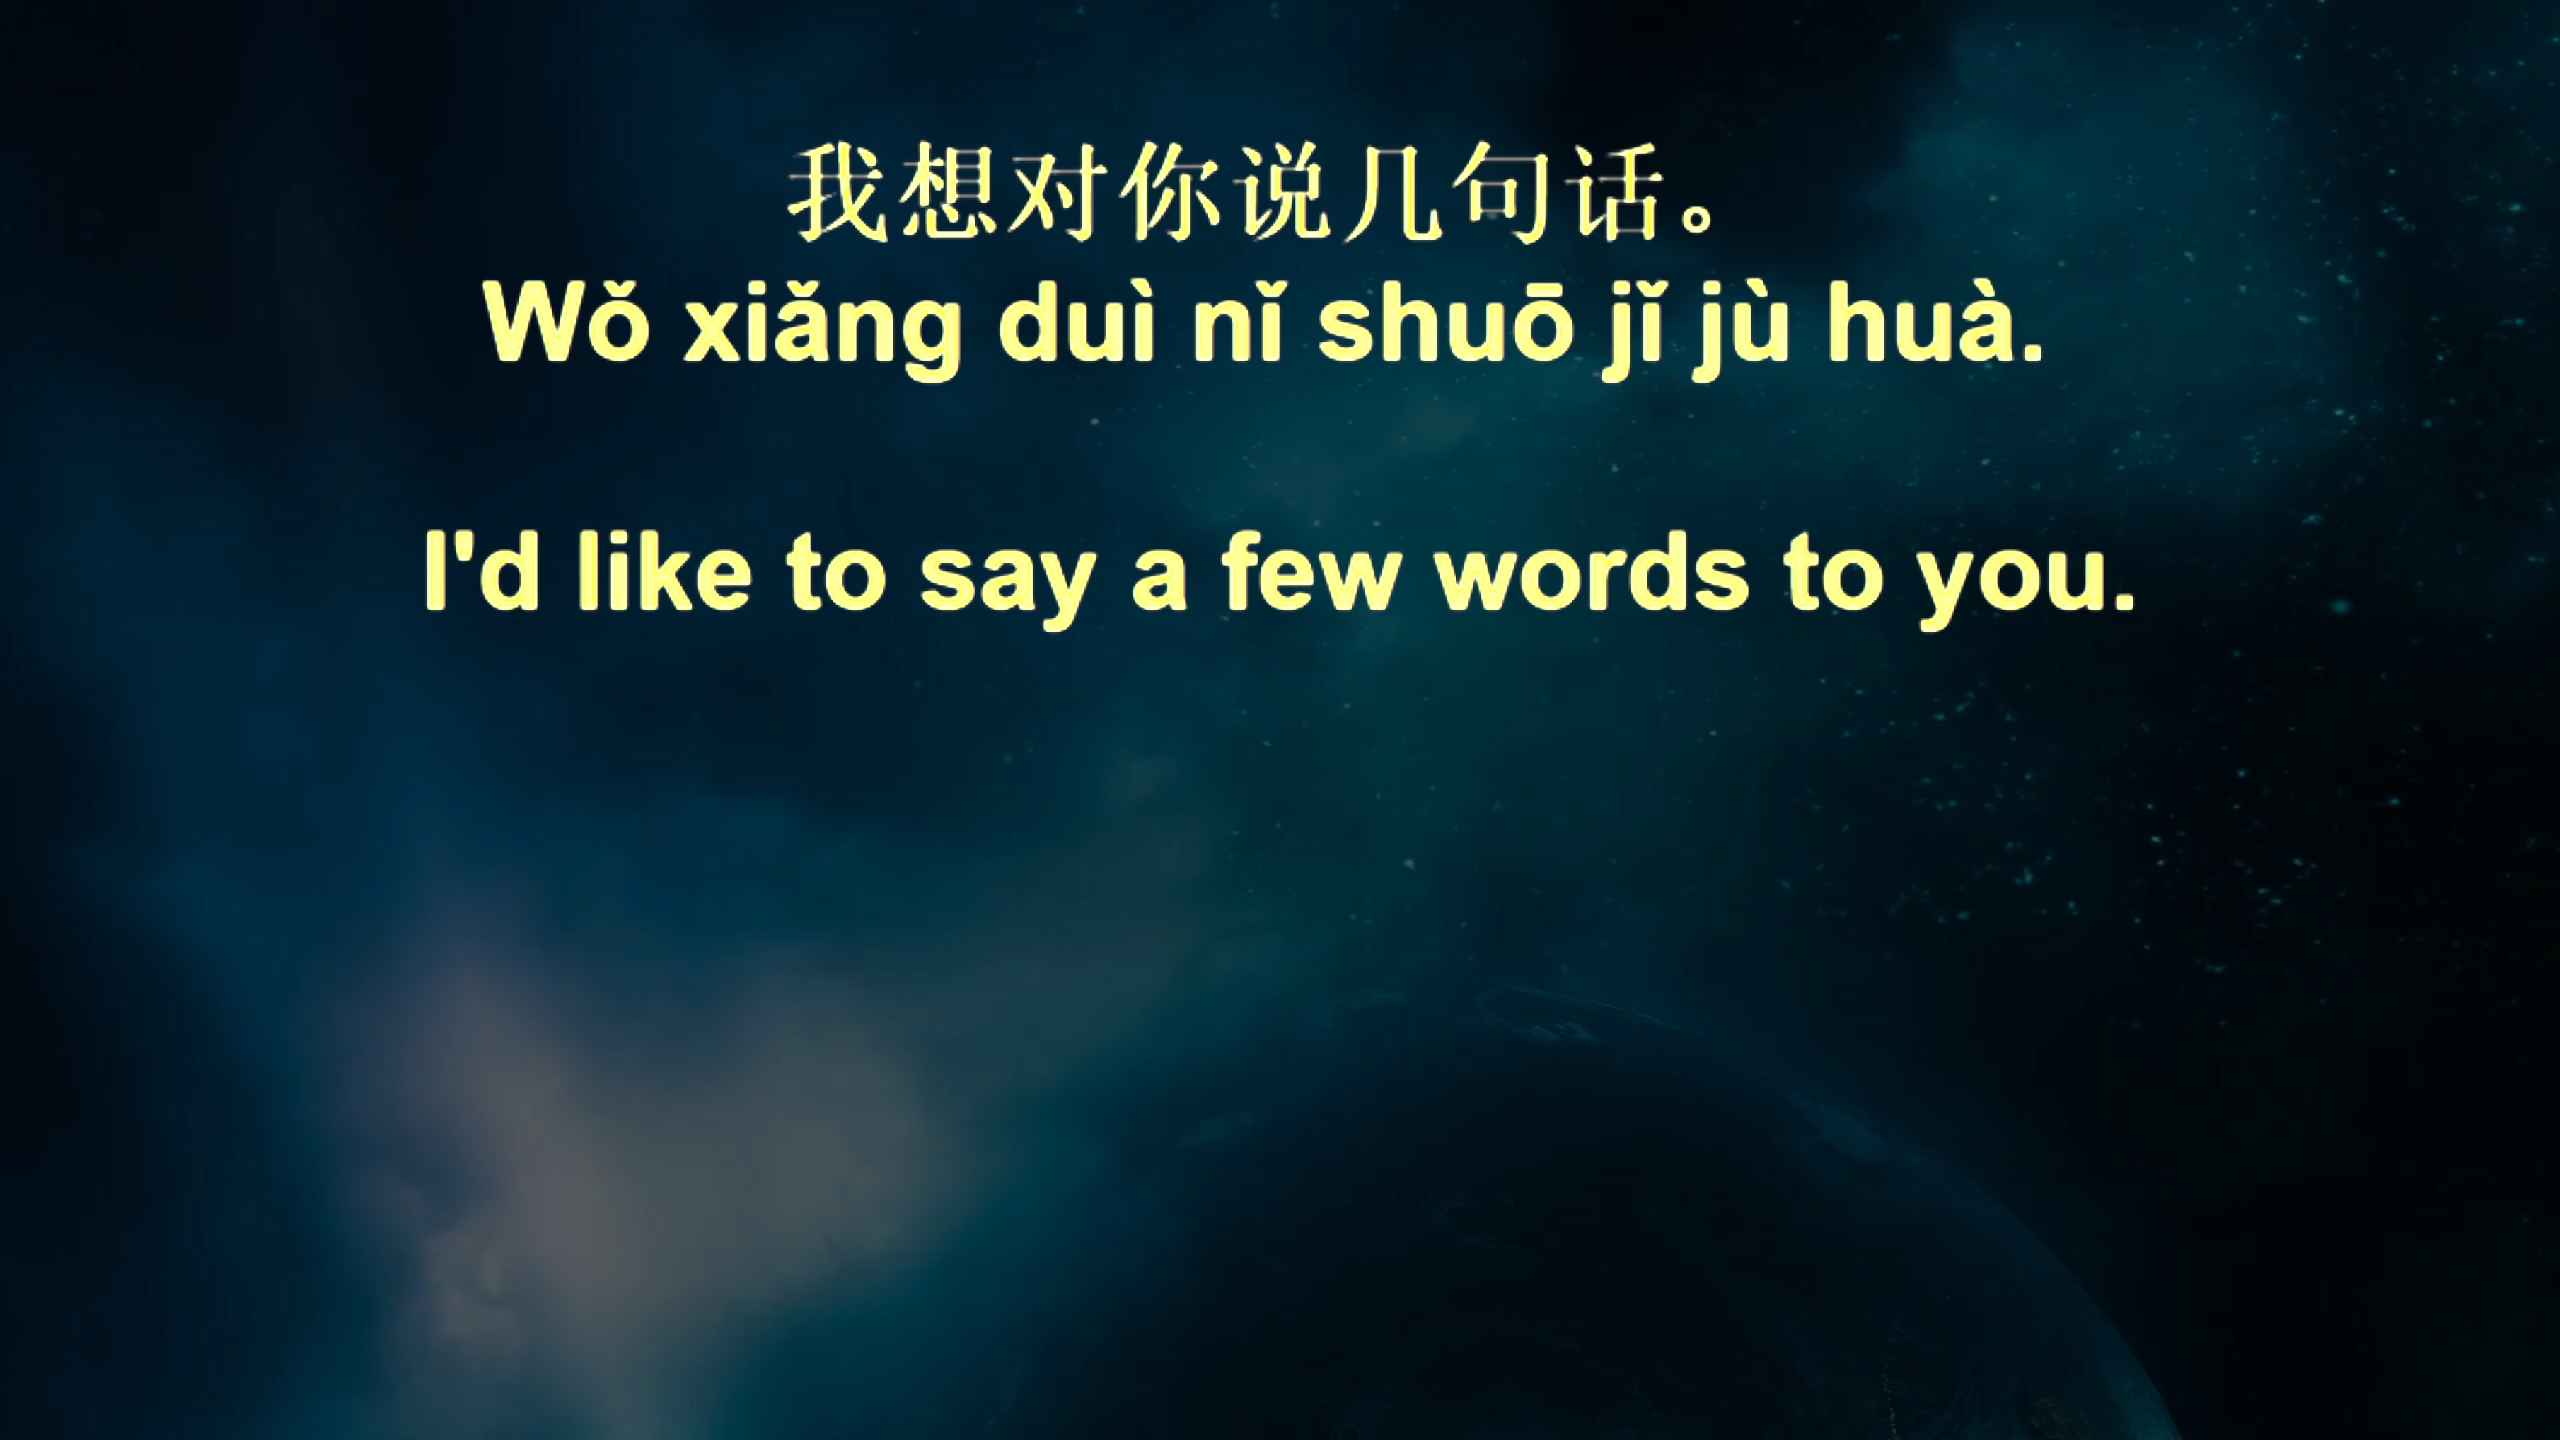 我想对你说几句话。
Wǒ xiǎng duì nǐ shuō jǐ jù huà.
I'd like to say a few words to you.